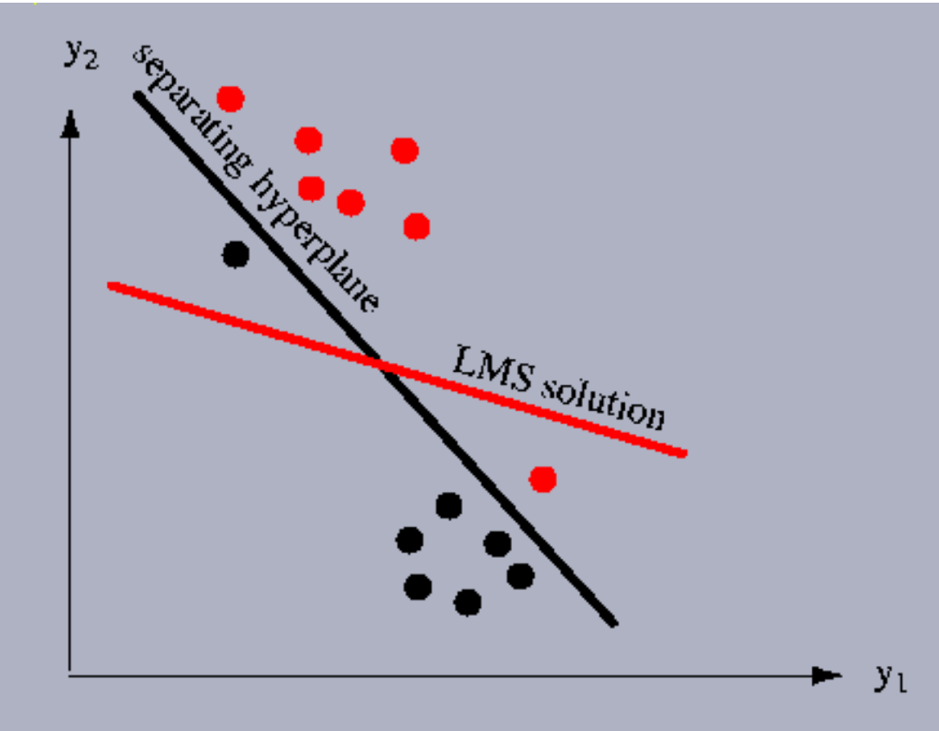 y₂
separating hyperplane
LMS solution
y₁